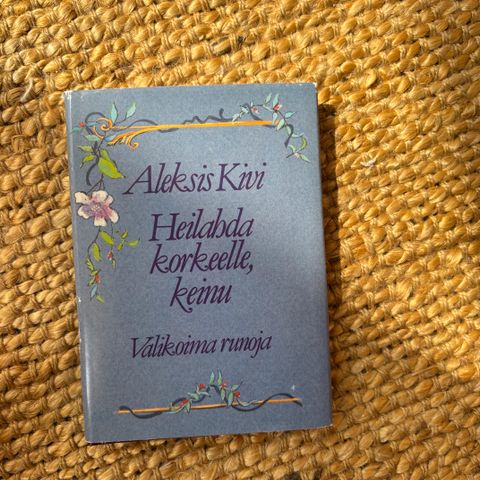 Aleksis Kivi
Heilahda
korkeelle,
keinu
Valikoima runoja